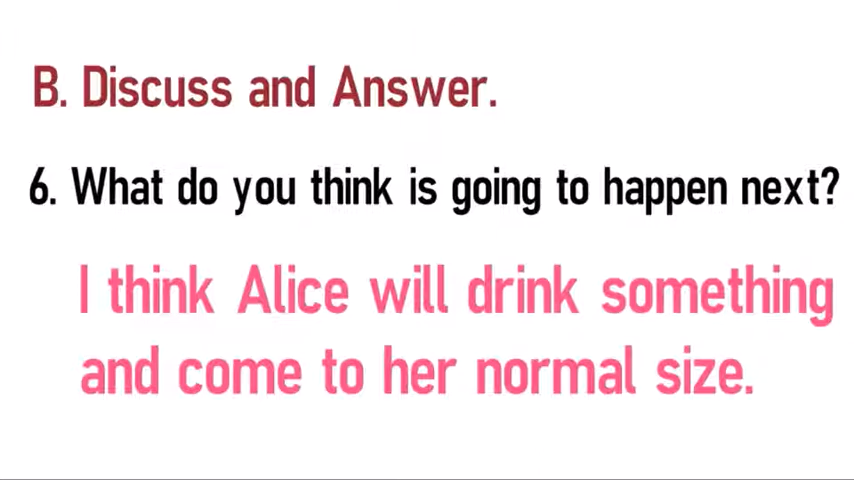 B. Discuss and Answer.
6. What do you think is going to happen next?
I think Alice will drink something
and come to her normal size.